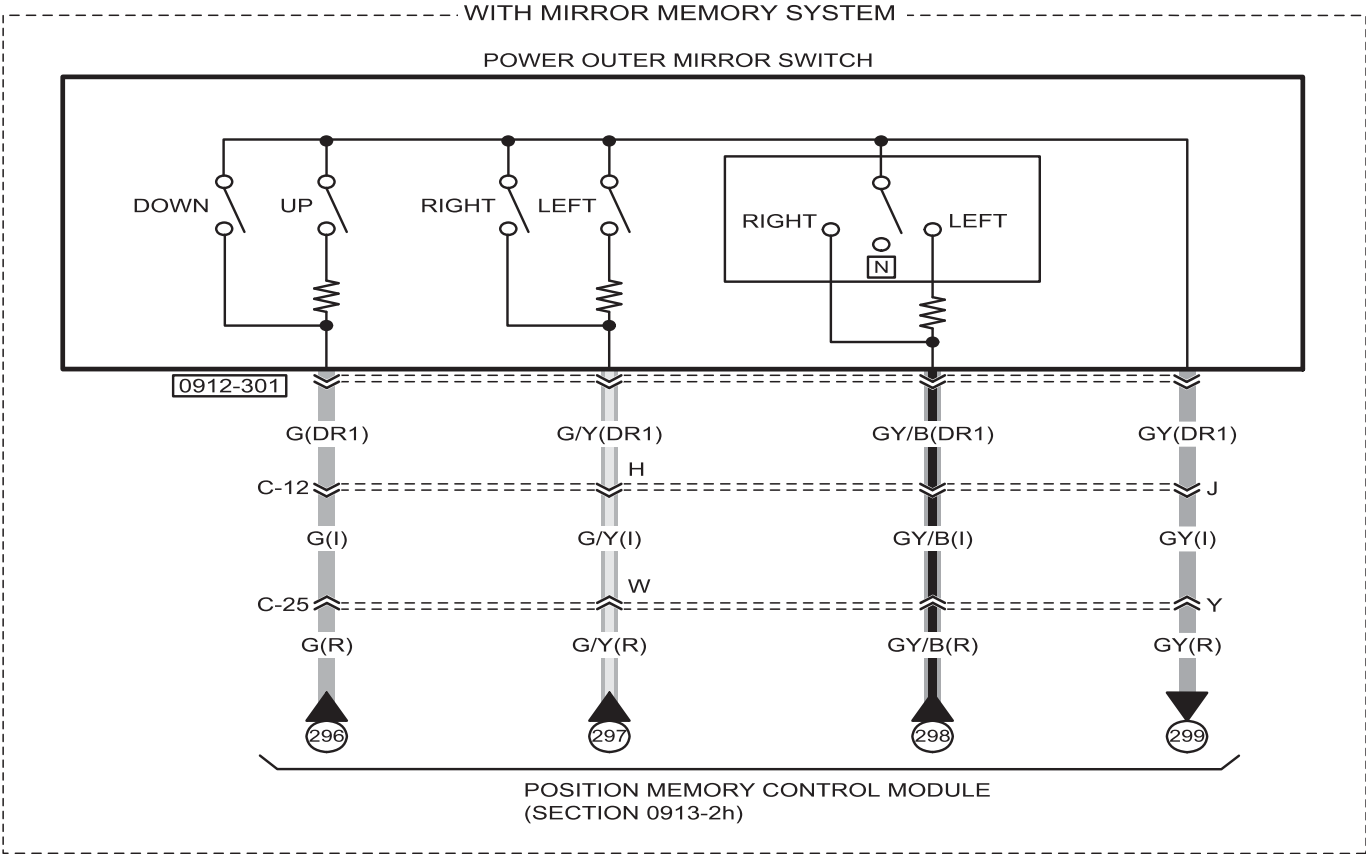 WITH MIRROR MEMORY SYSTEM
POWER OUTER MIRROR SWITCH
DOWN UP RIGHT LEFT RIGHT LEFT
N
0912-301
G(DR1) G/Y(DR1) GY/B(DR1) GY(DR1)
H
C-12 J
G(I) G/Y(I) GY/B(I) GY(I)
W
C-25 Y
G(R) G/Y(R) GY/B(R) GY(R)
296 297 298 299
POSITION MEMORY CONTROL MODULE
(SECTION 0913-2h)